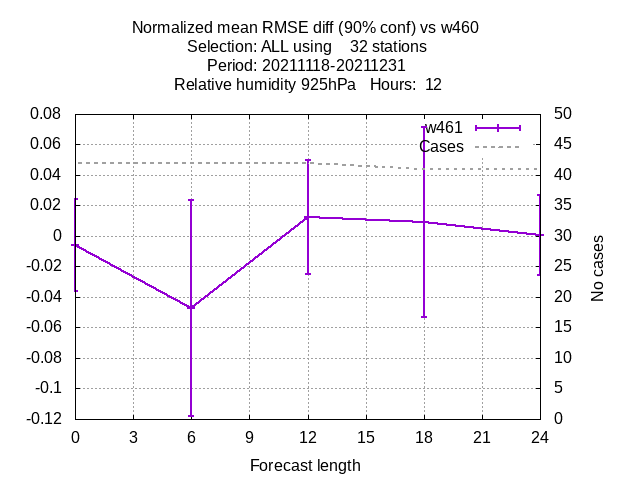 Normalized mean RMSE diff (90% conf) vs w460
Selection: ALL using    32 stations
Period: 20211118-20211231
Relative humidity 925hPa   Hours:  12
w461
Cases
0.08
0.06
0.04
0.02
0
-0.02
-0.04
-0.06
-0.08
-0.1
-0.12
50
45
40
35
30
25
20
15
10
5
0
No cases
0 3 6 9 12 15 18 21 24
Forecast length